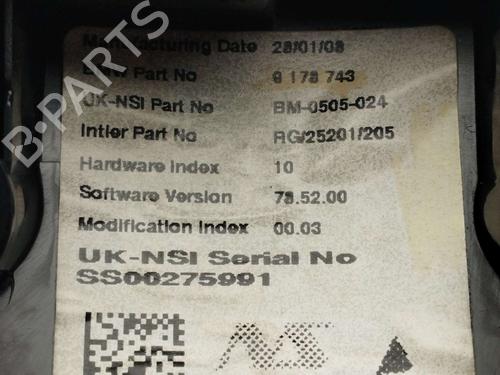 Manufacturing Date 28/01/08
BMW Part No 9 178 743
UK-NSI Part No BM-0505-024
Intier Part No RG/25201/205
Hardware Index 10
Software Version 78.52.00
Modification Index 00.03
UK-NSI Serial No
SS00275991
B-PARTS